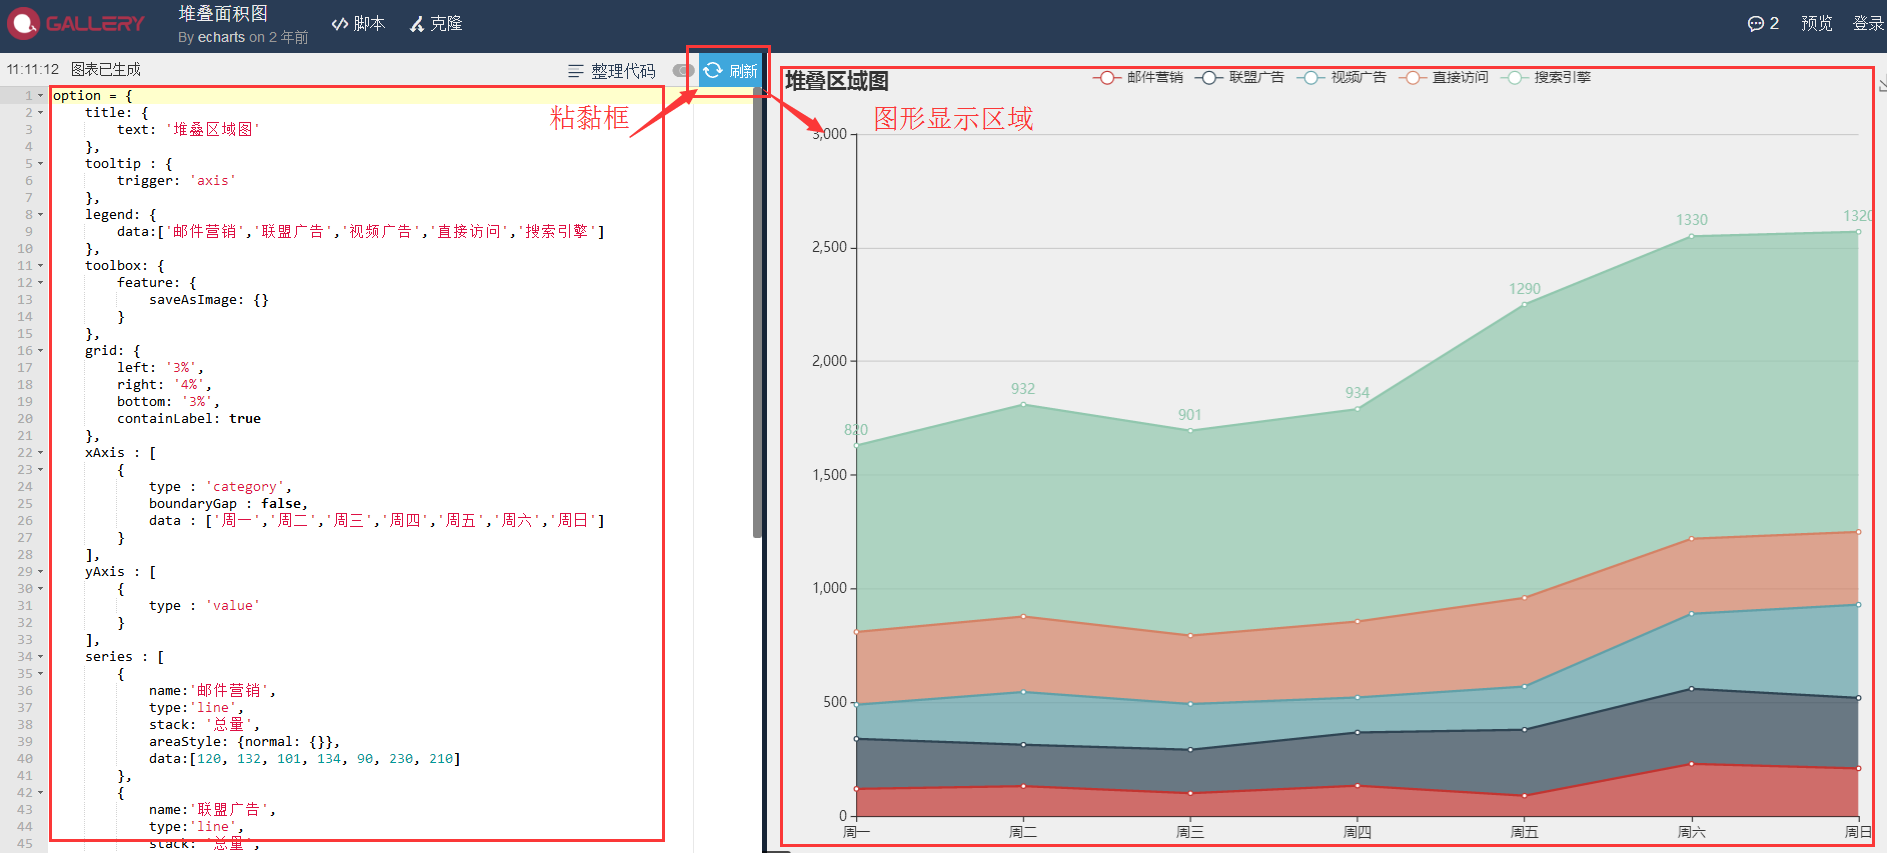 GALLERY
堆叠面积图
By echarts on 2 年前
脚本
克隆
2
预览
登录
11:11:12 图表已生成
整理代码
刷新
1 option = {
2 title: {
3 text: '堆叠区域图'
4 },
5 tooltip : {
6 trigger: 'axis'
7 },
8 legend: {
9 data:['邮件营销','联盟广告','视频广告','直接访问','搜索引擎']
10 },
11 toolbox: {
12 feature: {
13 saveAsImage: {}
14 }
15 },
16 grid: {
17 left: '3%',
18 right: '4%',
19 bottom: '3%',
20 containLabel: true
21 },
22 xAxis : [
23 {
24 type : 'category',
25 boundaryGap : false,
26 data : ['周一','周二','周三','周四','周五','周六','周日']
27 }
28 ],
29 yAxis : [
30 {
31 type : 'value'
32 }
33 ],
34 series : [
35 {
36 name:'邮件营销',
37 type:'line',
38 stack: '总量',
39 areaStyle: {normal: {}},
40 data:[120, 132, 101, 134, 90, 230, 210]
41 },
42 {
43 name:'联盟广告',
44 type:'line',
45 stack: '总量',
粘黏框
堆叠区域图
邮件营销 联盟广告 视频广告 直接访问 搜索引擎
图形显示区域
3,000
2,500
2,000
1,500
1,000
500
0
820
932
901
934
1290
1330
1320
周一 周二 周三 周四 周五 周六 周日